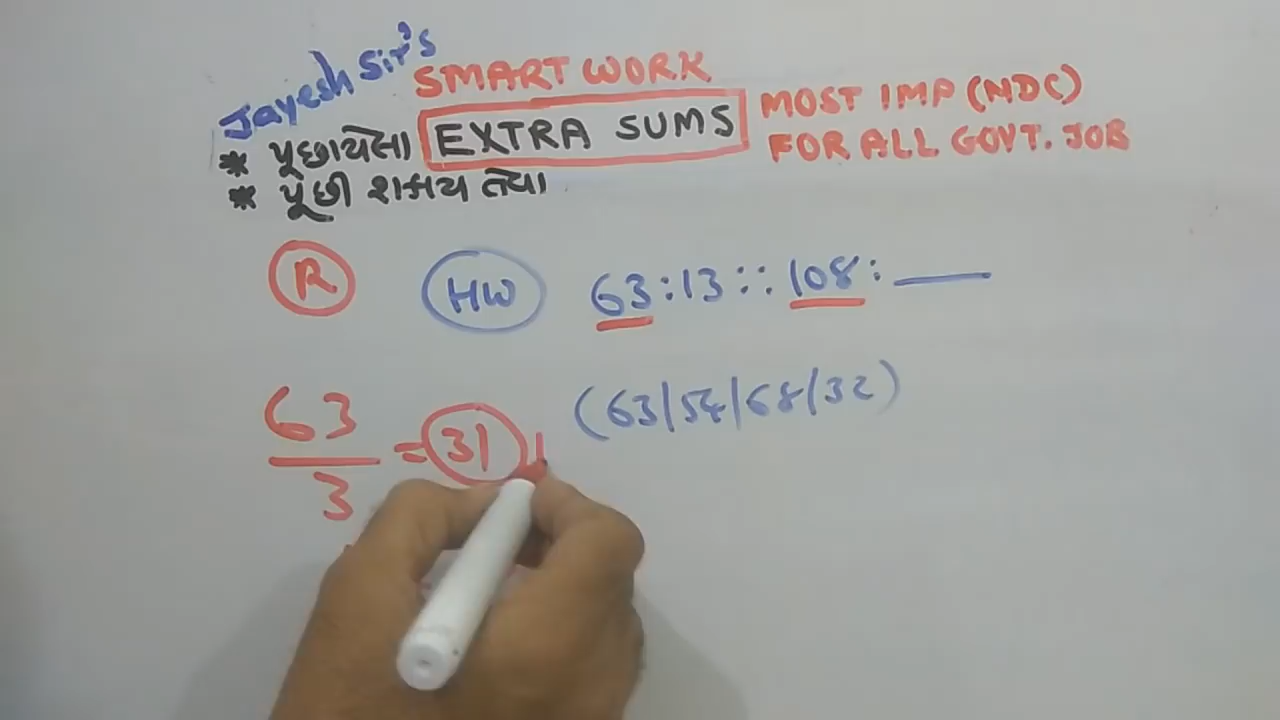 Jayesh Sir's
SMART WORK
* પૂછાયેલા EXTRA SUMS
MOST IMP (NDC)
FOR ALL GOVT. JOB
* પૂછી શકાય તેવા
R HW 63:13::108:____
(63/54/68/32)
63/3 = 31